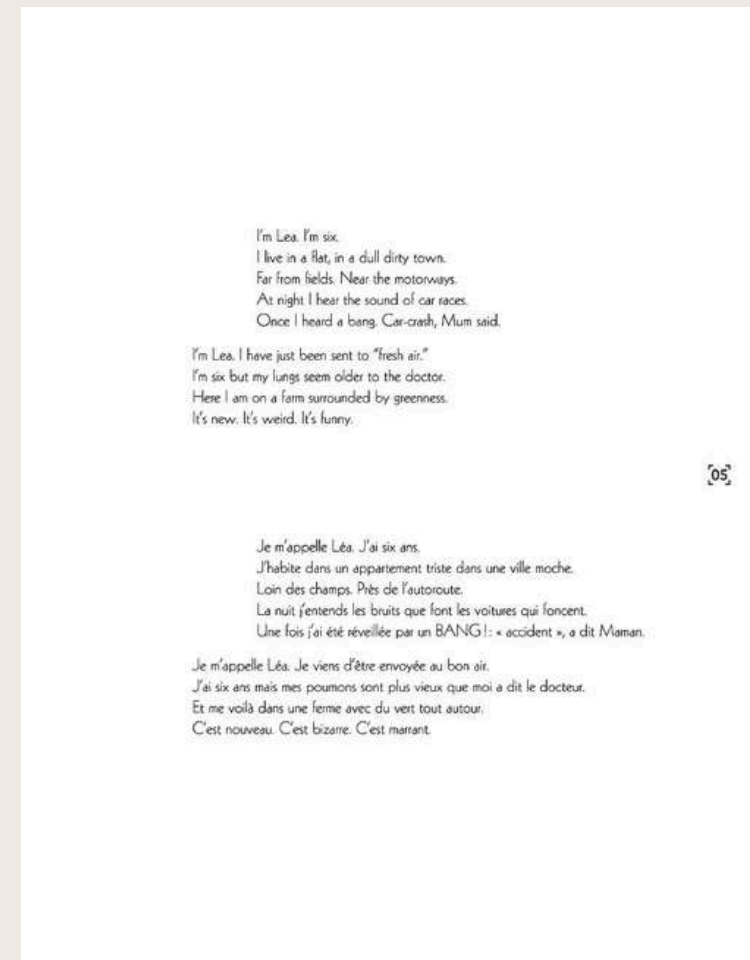 I'm Lea. I'm six.
I live in a flat, in a dull dirty town.
Far from fields. Near the motorways.
At night I hear the sound of car races.
Once I heard a bang. Car-crash, Mum said.
I'm Lea. I have just been sent to “fresh air.”
I'm six but my lungs seem older to the doctor.
Here I am on a farm surrounded by greenness.
It's new. It's weird. It's funny.
[05]
Je m'appelle Léa. J'ai six ans.
J'habite dans un appartement triste dans une ville moche.
Loin des champs. Près de l'autoroute.
La nuit j'entends les bruits que font les voitures qui foncent.
Une fois j'ai été réveillée par un BANG !: « accident », a dit Maman.
Je m'appelle Léa. Je viens d'être envoyée au bon air.
J'ai six ans mais mes poumons sont plus vieux que moi a dit le docteur.
Et me voilà dans une ferme avec du vert tout autour.
C'est nouveau. C'est bizarre. C'est marrant.